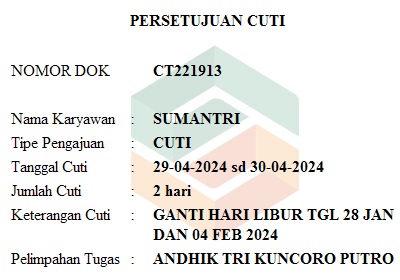 PERSETUJUAN CUTI
NOMOR DOK CT221913
Nama Karyawan : SUMANTRI
Tipe Pengajuan : CUTI
Tanggal Cuti : 29-04-2024 sd 30-04-2024
Jumlah Cuti : 2 hari
Keterangan Cuti : GANTI HARI LIBUR TGL 28 JAN
DAN 04 FEB 2024
Pelimpahan Tugas : ANDHIK TRI KUNCORO PUTRO